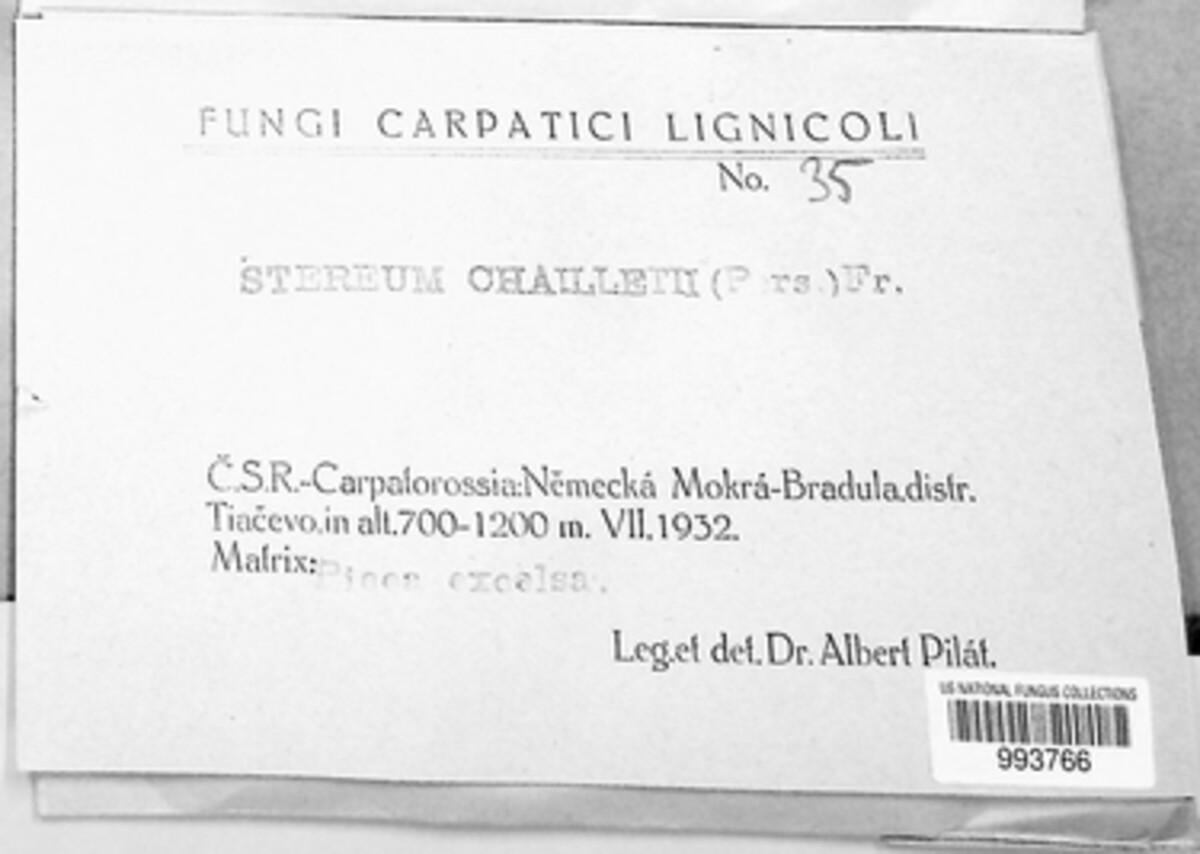 FUNGI CARPATICI LIGNICOLI
No. 35
STEREUM CHAILLETII (Pers.) Fr.
Č.S.R.-Carpatorossia:Německá Mokrá-Bradula,distr.
Tiačevo,in alt.700-1200 m. VII.1932.
Matrix: Picea excelsa.
Leg.et det. Dr. Albert Pilát.
US NATIONAL FUNGUS COLLECTIONS
993766